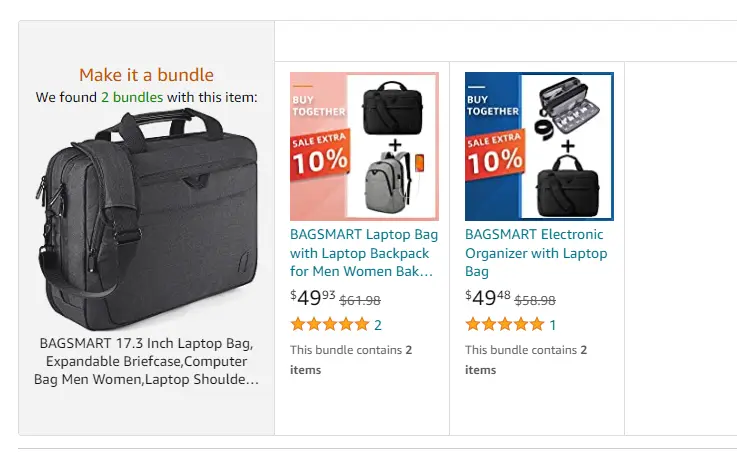 Make it a bundle
We found 2 bundles with this item:
BAGSMART 17.3 Inch Laptop Bag,
Expandable Briefcase,Computer
Bag Men Women,Laptop Shoulde...
BUY
TOGETHER
SALE EXTRA
10%
+
BAGSMART Laptop Bag
with Laptop Backpack
for Men Women Bak...
$49.93 $61.98
2
This bundle contains 2
items
BUY
TOGETHER
SALE EXTRA
10%
+
BAGSMART Electronic
Organizer with Laptop
Bag
$49.48 $58.98
1
This bundle contains 2
items